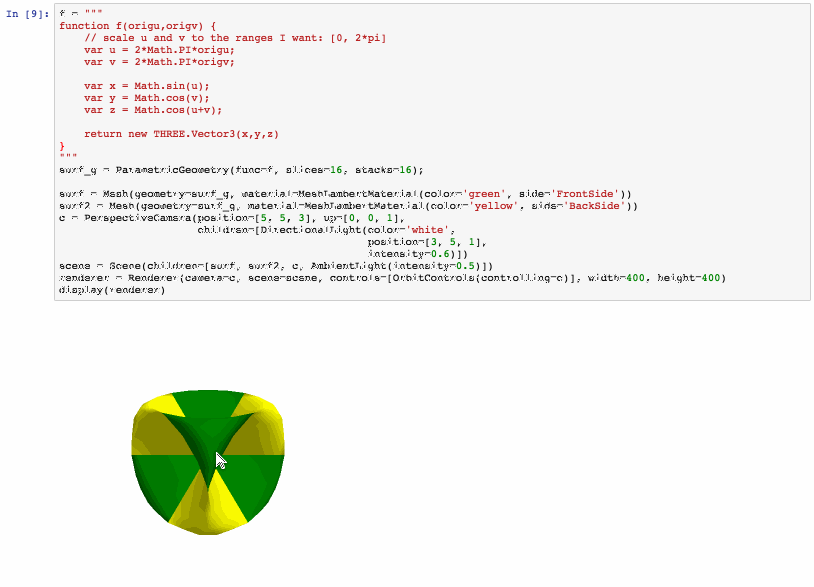 In [9]:
f = """
function f(origu,origv) {
    // scale u and v to the ranges I want: [0, 2*pi]
    var u = 2*Math.PI*origu;
    var v = 2*Math.PI*origv;
    var x = Math.sin(u);
    var y = Math.cos(v);
    var z = Math.cos(u+v);
    return new THREE.Vector3(x,y,z)
}
"""
surf_g = ParametricGeometry(func=f, slices=16, stacks=16);
surf = Mesh(geometry=surf_g, material=MeshLambertMaterial(color='green', side='FrontSide'))
surf2 = Mesh(geometry=surf_g, material=MeshLambertMaterial(color='yellow', side='BackSide'))
c = PerspectiveCamera(position=[5, 5, 3], up=[0, 0, 1],
                      children=[DirectionalLight(color='white',
                                                 position=[3, 5, 1],
                                                 intensity=0.6)])
scene = Scene(children=[surf, surf2, c, AmbientLight(intensity=0.5)])
renderer = Renderer(camera=c, scene=scene, controls=[OrbitControls(controlling=c)], width=400, height=400)
display(renderer)